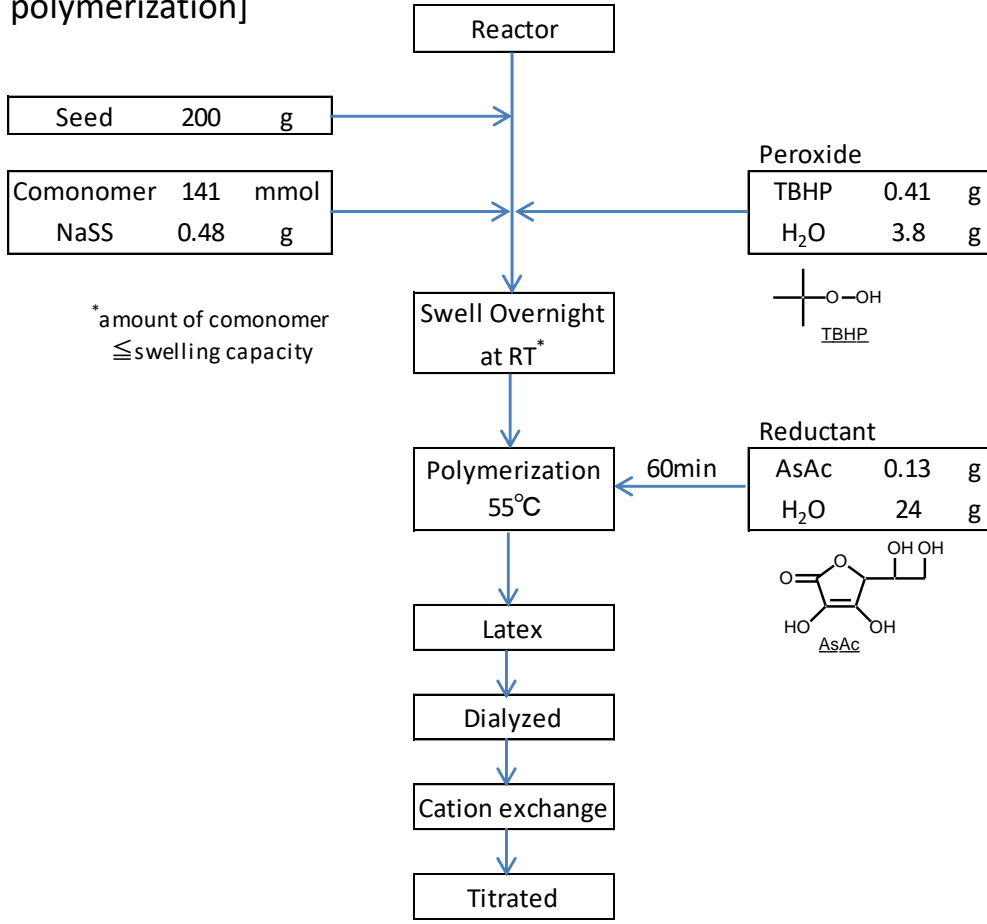 polymerization]
Reactor
Seed 200 g
Comonomer 141 mmol
NaSS 0.48 g
Peroxide
TBHP 0.41 g
H₂O 3.8 g
O OH
TBHP
*amount of comonomer
≦swelling capacity
Swell Overnight
at RT*
Polymerization
55℃
60min
Reductant
AsAc 0.13 g
H₂O 24 g
OH OH
O
O
HO
OH
AsAc
Latex
Dialyzed
Cation exchange
Titrated